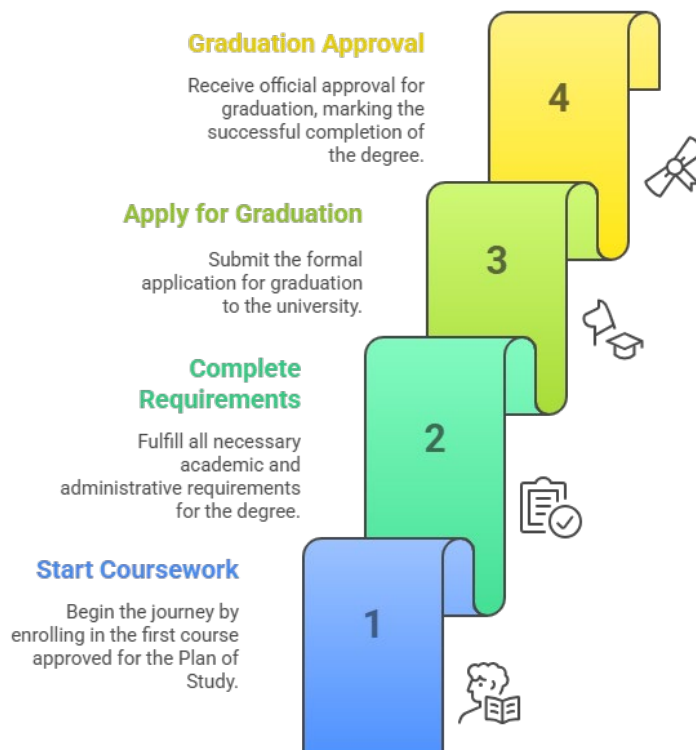 Graduation Approval
Receive official approval for
graduation, marking the
successful completion of
the degree.
4
Apply for Graduation
Submit the formal
application for graduation
to the university.
3
Complete
Requirements
Fulfill all necessary
academic and
administrative requirements
for the degree.
2
Start Coursework
Begin the journey by
enrolling in the first course
approved for the Plan of
Study.
1